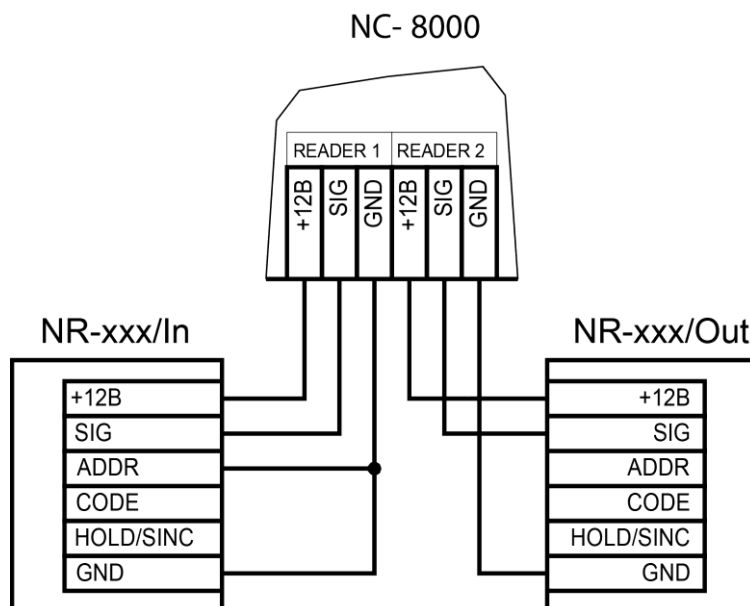 NC- 8000
READER 1 READER 2
+12B SIG GND +12B SIG GND
NR-xxx/In
NR-xxx/Out
+12B
SIG
ADDR
CODE
HOLD/SINC
GND
+12B
SIG
ADDR
CODE
HOLD/SINC
GND